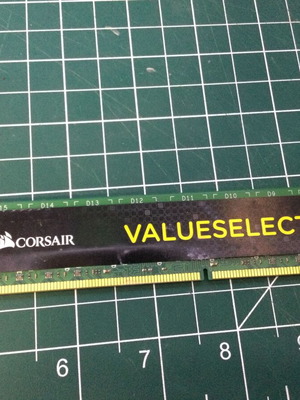 D14 D13 D12 D11 D10 D9
CORSAIR VALUESELECT
6 7 8